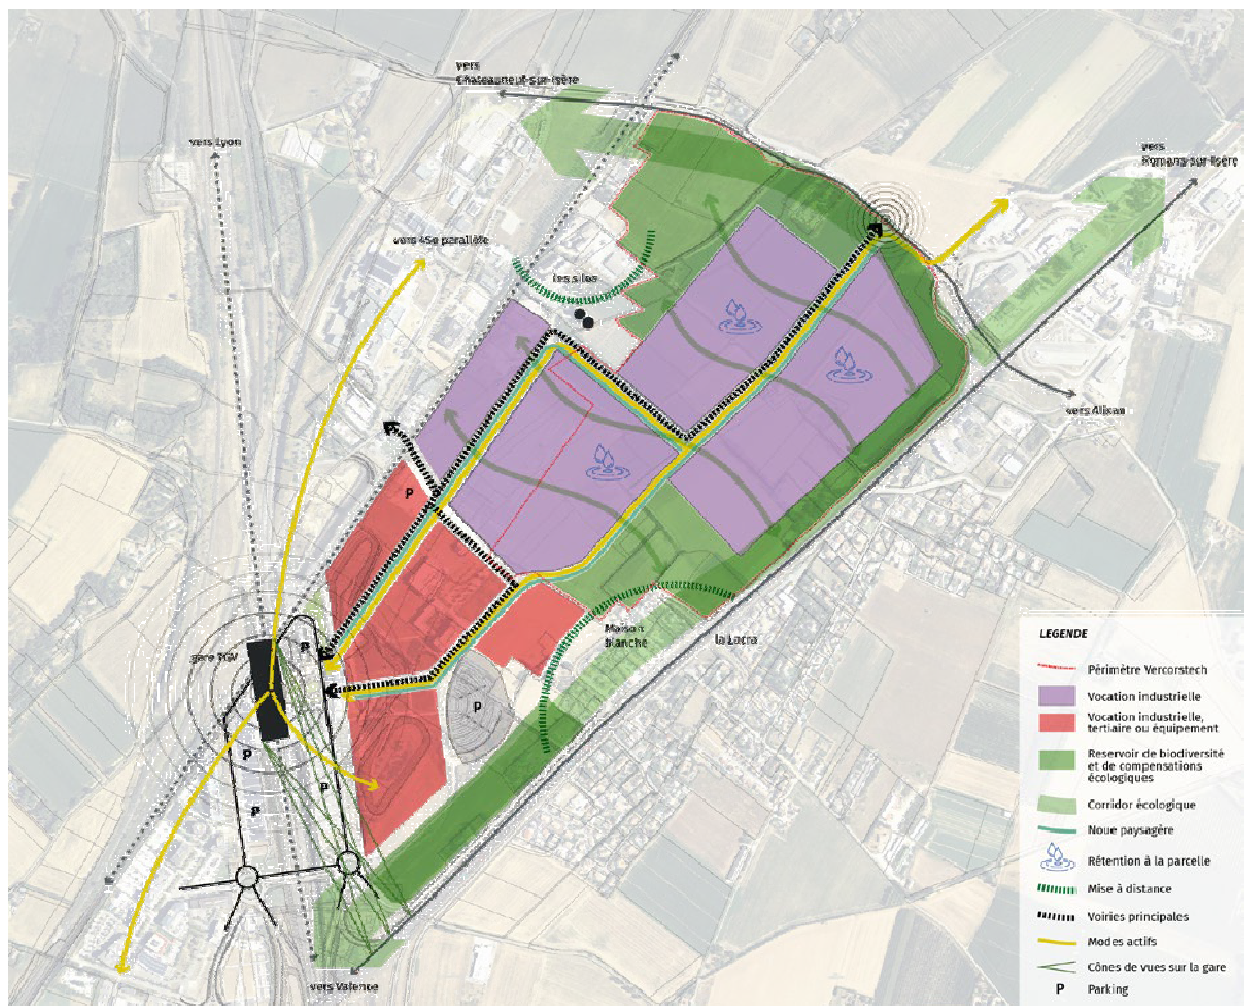 vers
Chateauneuf-sur-Isère
vers Lyon
vers
Romans-sur-Isère
vers 45e parallèle
les silos
vers Alixan
P
Maison
blanche
la Correspondance
gare TGV
P
P
P
P
P
vers Valence
LEGENDE
Périmètre Vercorstech
Vocation industrielle
Vocation industrielle,
tertiaire ou équipement
Reservoir de biodiversité
et de compensations
écologiques
Corridor écologique
Noue paysagère
Rétention à la parcelle
Mise à distance
Voiries principales
Modes actifs
Cônes de vues sur la gare
P Parking